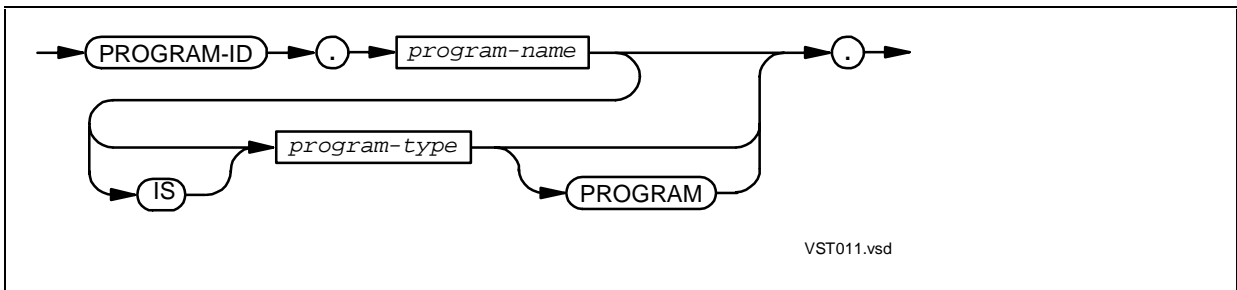 PROGRAM-ID . program-name .
program-type
IS PROGRAM
VST011.vsd